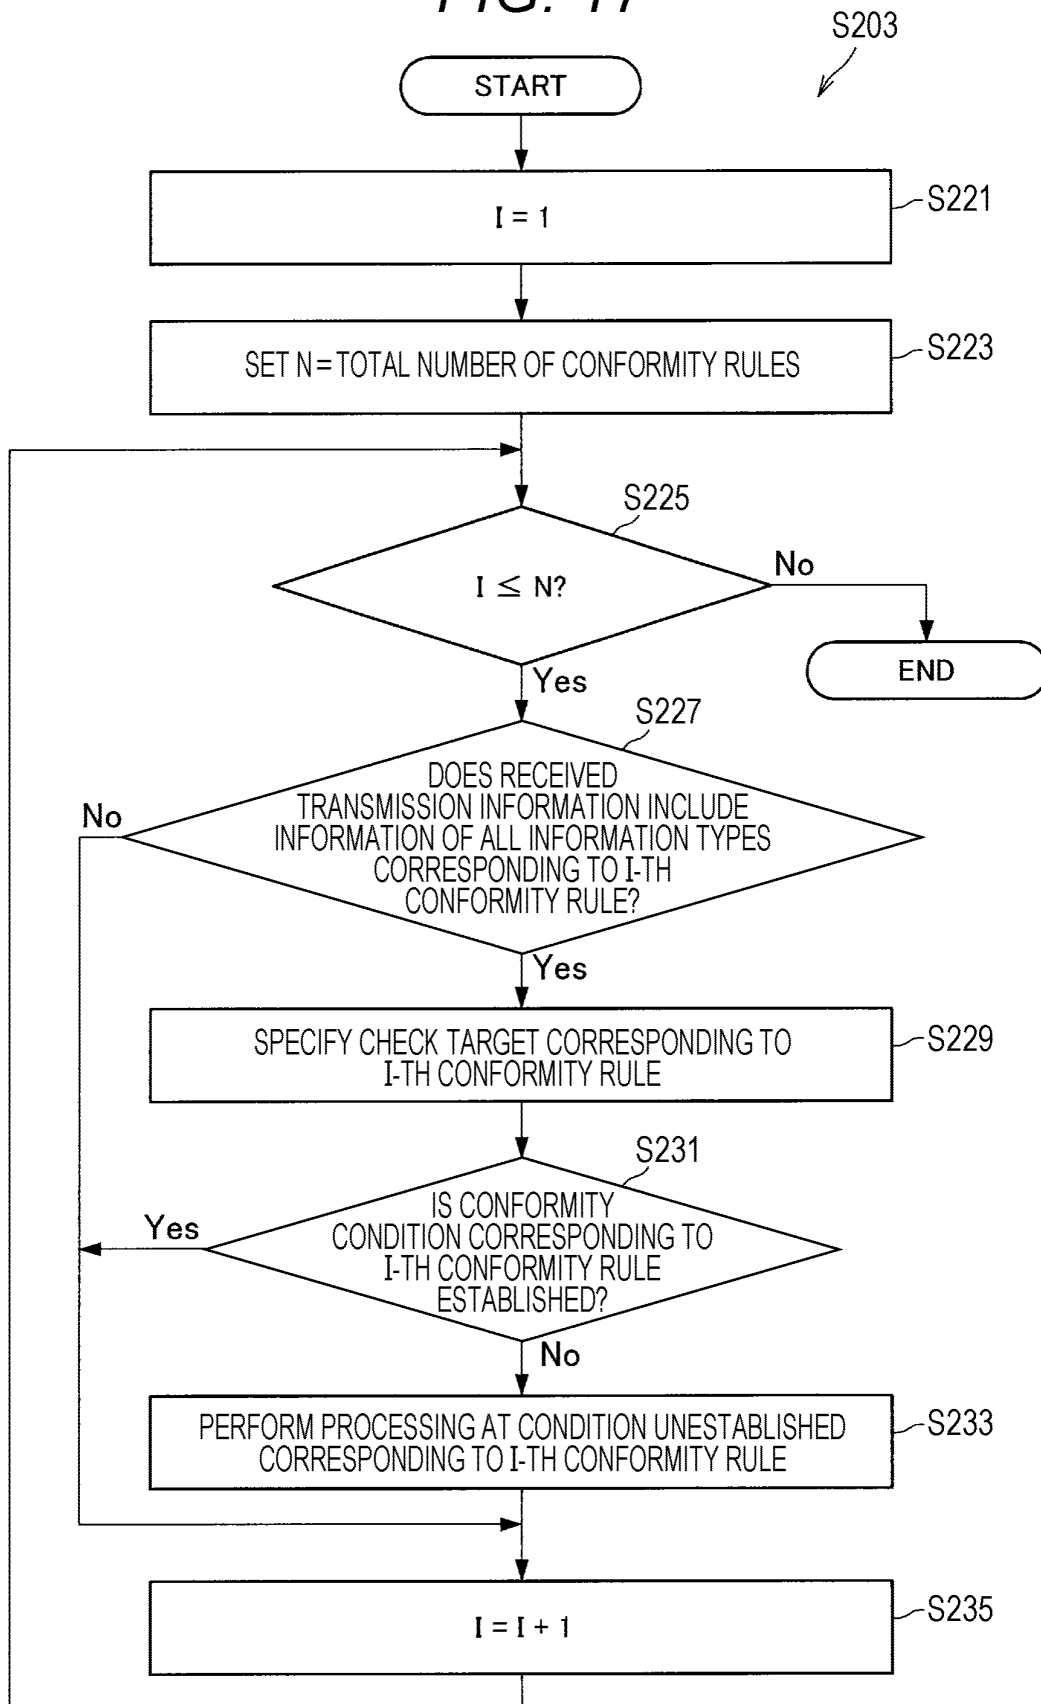 FIG. 17
S203
START
I = 1
S221
SET N = TOTAL NUMBER OF CONFORMITY RULES
S223
S225
I ≤ N?
No
END
Yes
S227
DOES RECEIVED
TRANSMISSION INFORMATION INCLUDE
INFORMATION OF ALL INFORMATION TYPES
CORRESPONDING TO I-TH
CONFORMITY RULE?
No
Yes
SPECIFY CHECK TARGET CORRESPONDING TO
I-TH CONFORMITY RULE
S229
S231
IS CONFORMITY
CONDITION CORRESPONDING TO
I-TH CONFORMITY RULE
ESTABLISHED?
Yes
No
PERFORM PROCESSING AT CONDITION UNESTABLISHED
CORRESPONDING TO I-TH CONFORMITY RULE
S233
I = I + 1
S235